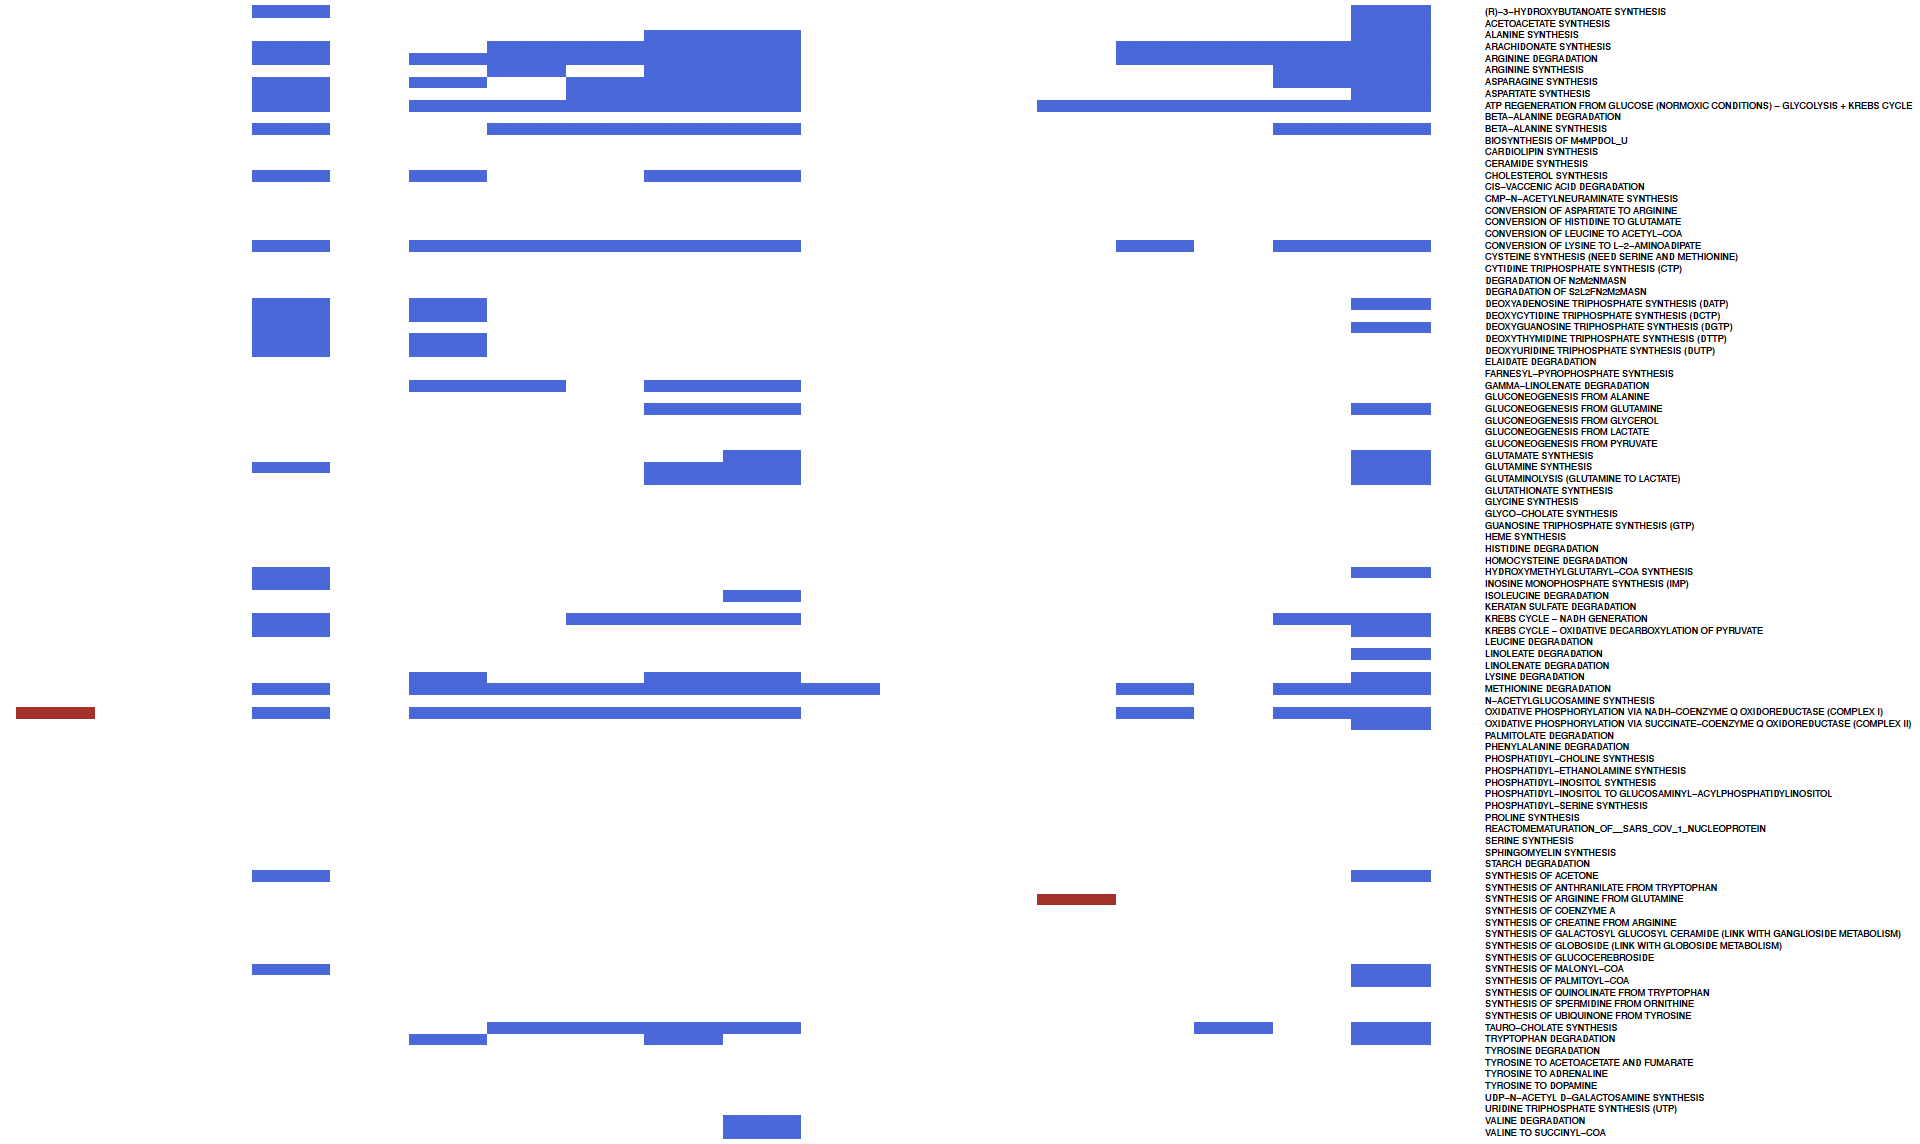 (R)−3−HYDROXYBUTANOATE SYNTHESIS
ACETOACETATE SYNTHESIS
ALANINE SYNTHESIS
ARACHIDONATE SYNTHESIS
ARGININE DEGRADATION
ARGININE SYNTHESIS
ASPARAGINE SYNTHESIS
ASPARTATE SYNTHESIS
ATP REGENERATION FROM GLUCOSE (NORMOXIC CONDITIONS) − GLYCOLYSIS + KREBS CYCLE
BETA−ALANINE DEGRADATION
BETA−ALANINE SYNTHESIS
BIOSYNTHESIS OF M4MPDOL_U
CARDIOLIPIN SYNTHESIS
CERAMIDE SYNTHESIS
CHOLESTEROL SYNTHESIS
CIS−VACCENIC ACID DEGRADATION
CMP−N−ACETYLNEURAMINATE SYNTHESIS
CONVERSION OF ASPARTATE TO ARGININE
CONVERSION OF HISTIDINE TO GLUTAMATE
CONVERSION OF LEUCINE TO ACETYL−COA
CONVERSION OF LYSINE TO L−2−AMINOADIPATE
CYSTEINE SYNTHESIS (NEED SERINE AND METHIONINE)
CYTIDINE TRIPHOSPHATE SYNTHESIS (CTP)
DEGRADATION OF N2M2NMASN
DEGRADATION OF S2L2FN2M2MASN
DEOXYADENOSINE TRIPHOSPHATE SYNTHESIS (DATP)
DEOXYCYTIDINE TRIPHOSPHATE SYNTHESIS (DCTP)
DEOXYGUANOSINE TRIPHOSPHATE SYNTHESIS (DGTP)
DEOXYTHYMIDINE TRIPHOSPHATE SYNTHESIS (DTTP)
DEOXYURIDINE TRIPHOSPHATE SYNTHESIS (DUTP)
ELAIDATE DEGRADATION
FARNESYL−PYROPHOSPHATE SYNTHESIS
GAMMA−LINOLENATE DEGRADATION
GLUCONEOGENESIS FROM ALANINE
GLUCONEOGENESIS FROM GLUTAMINE
GLUCONEOGENESIS FROM GLYCEROL
GLUCONEOGENESIS FROM LACTATE
GLUCONEOGENESIS FROM PYRUVATE
GLUTAMATE SYNTHESIS
GLUTAMINE SYNTHESIS
GLUTAMINOLYSIS (GLUTAMINE TO LACTATE)
GLUTATHIONATE SYNTHESIS
GLYCINE SYNTHESIS
GLYCO−CHOLATE SYNTHESIS
GUANOSINE TRIPHOSPHATE SYNTHESIS (GTP)
HEME SYNTHESIS
HISTIDINE DEGRADATION
HOMOCYSTEINE DEGRADATION
HYDROXYMETHYLGLUTARYL−COA SYNTHESIS
INOSINE MONOPHOSPHATE SYNTHESIS (IMP)
ISOLEUCINE DEGRADATION
KERATAN SULFATE DEGRADATION
KREBS CYCLE − NADH GENERATION
KREBS CYCLE − OXIDATIVE DECARBOXYLATION OF PYRUVATE
LEUCINE DEGRADATION
LINOLEATE DEGRADATION
LINOLENATE DEGRADATION
LYSINE DEGRADATION
METHIONINE DEGRADATION
N−ACETYLGLUCOSAMINE SYNTHESIS
OXIDATIVE PHOSPHORYLATION VIA NADH−COENZYME Q OXIDOREDUCTASE (COMPLEX I)
OXIDATIVE PHOSPHORYLATION VIA SUCCINATE−COENZYME Q OXIDOREDUCTASE (COMPLEX II)
PALMITOLATE DEGRADATION
PHENYLALANINE DEGRADATION
PHOSPHATIDYL−CHOLINE SYNTHESIS
PHOSPHATIDYL−ETHANOLAMINE SYNTHESIS
PHOSPHATIDYL−INOSITOL SYNTHESIS
PHOSPHATIDYL−INOSITOL TO GLUCOSAMINYL−ACYLPHOSPHATIDYLINOSITOL
PHOSPHATIDYL−SERINE SYNTHESIS
PROLINE SYNTHESIS
REACTOMEMATURATION_OF__SARS_COV_1_NUCLEOPROTEIN
SERINE SYNTHESIS
SPHINGOMYELIN SYNTHESIS
STARCH DEGRADATION
SYNTHESIS OF ACETONE
SYNTHESIS OF ANTHRANILATE FROM TRYPTOPHAN
SYNTHESIS OF ARGININE FROM GLUTAMINE
SYNTHESIS OF COENZYME A
SYNTHESIS OF CREATINE FROM ARGININE
SYNTHESIS OF GALACTOSYL GLUCOSYL CERAMIDE (LINK WITH GANGLIOSIDE METABOLISM)
SYNTHESIS OF GLOBOSIDE (LINK WITH GLOBOSIDE METABOLISM)
SYNTHESIS OF GLUCOCEREBROSIDE
SYNTHESIS OF MALONYL−COA
SYNTHESIS OF PALMITOYL−COA
SYNTHESIS OF QUINOLINATE FROM TRYPTOPHAN
SYNTHESIS OF SPERMIDINE FROM ORNITHINE
SYNTHESIS OF UBIQUINONE FROM TYROSINE
TAURO−CHOLATE SYNTHESIS
TRYPTOPHAN DEGRADATION
TYROSINE DEGRADATION
TYROSINE TO ACETOACETATE AND FUMARATE
TYROSINE TO ADRENALINE
TYROSINE TO DOPAMINE
UDP−N−ACETYL D−GALACTOSAMINE SYNTHESIS
URIDINE TRIPHOSPHATE SYNTHESIS (UTP)
VALINE DEGRADATION
VALINE TO SUCCINYL−COA